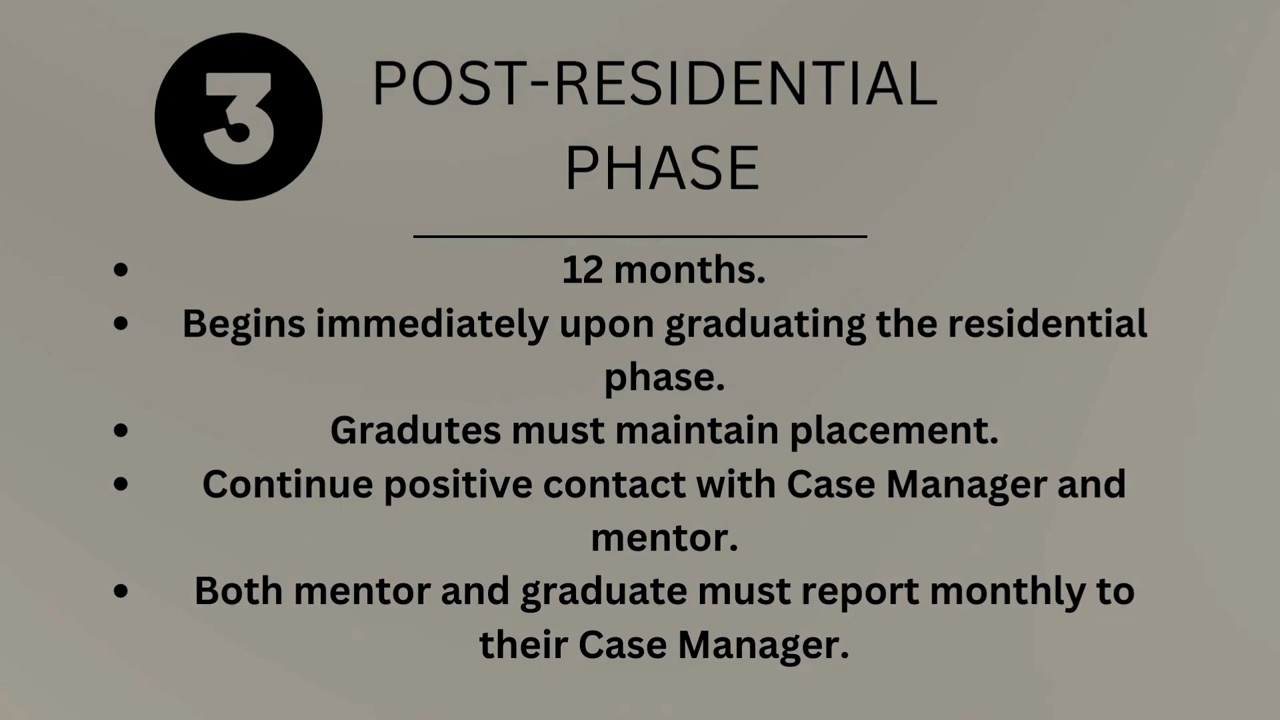 3
POST-RESIDENTIAL
PHASE
• 12 months.
• Begins immediately upon graduating the residential
phase.
• Gradutes must maintain placement.
• Continue positive contact with Case Manager and
mentor.
• Both mentor and graduate must report monthly to
their Case Manager.